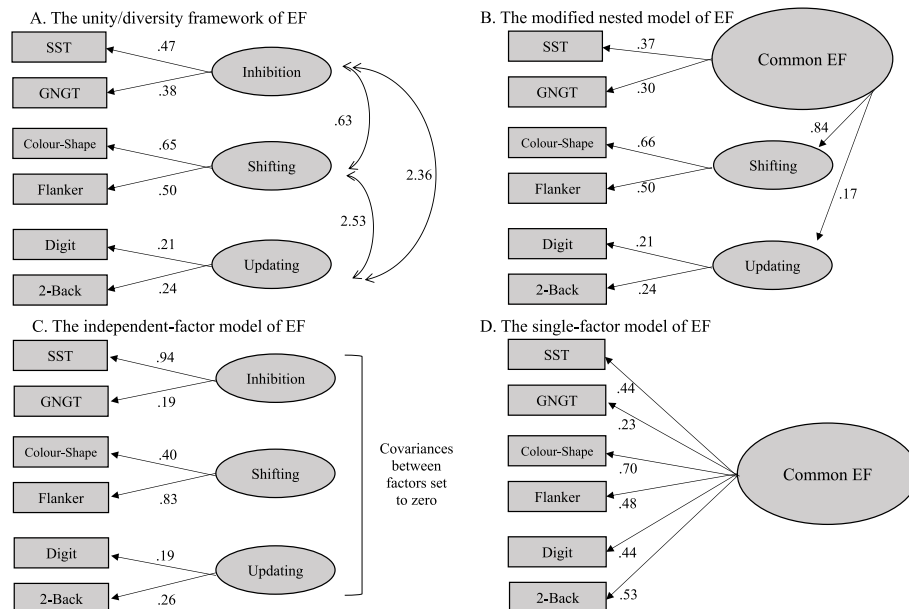 A. The unity/diversity framework of EF
SST
.47
Inhibition
GNGT
.38
.63
Colour-Shape
.65
Shifting
Flanker
.50
2.36
2.53
Digit
.21
Updating
2-Back
.24
B. The modified nested model of EF
SST
.37
Common EF
GNGT
.30
.84
Colour-Shape
.66
Shifting
Flanker
.50
.17
Digit
.21
Updating
2-Back
.24
C. The independent-factor model of EF
SST
.94
Inhibition
GNGT
.19
Colour-Shape
.40
Shifting
Flanker
.83
Digit
.19
Updating
2-Back
.26
Covariances
between
factors set
to zero
D. The single-factor model of EF
SST
.44
GNGT
.23
Colour-Shape
.70
Common EF
Flanker
.48
Digit
.44
2-Back
.53